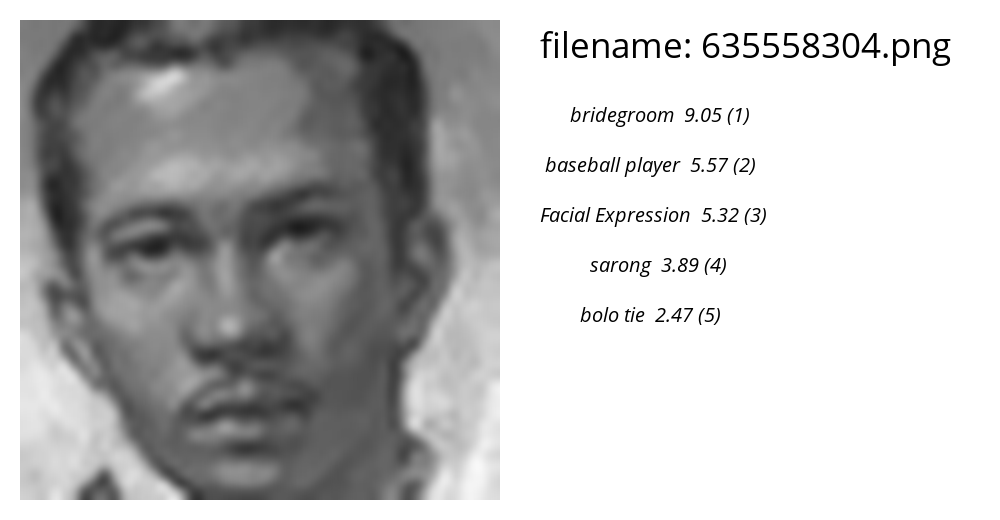 filename: 635558304.png
bridegroom 9.05 (1)
baseball player 5.57 (2)
Facial Expression 5.32 (3)
sarong 3.89 (4)
bolo tie 2.47 (5)